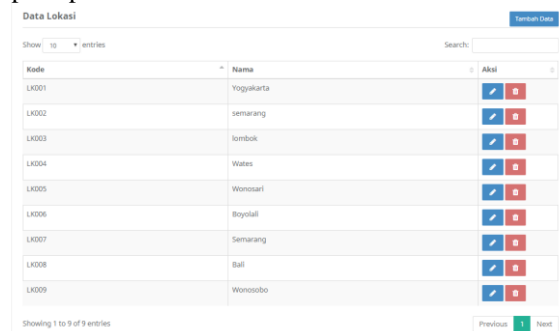 Data Lokasi
Tambah Data
Show 10 entries
Search:
Kode Nama Aksi
LK001 Yogyakarta
LK002 semarang
LK003 lombok
LK004 Wates
LK005 Wonosari
LK006 Boyolali
LK007 Semarang
LK008 Bali
LK009 Wonosobo
Showing 1 to 9 of 9 entries
Previous 1 Next